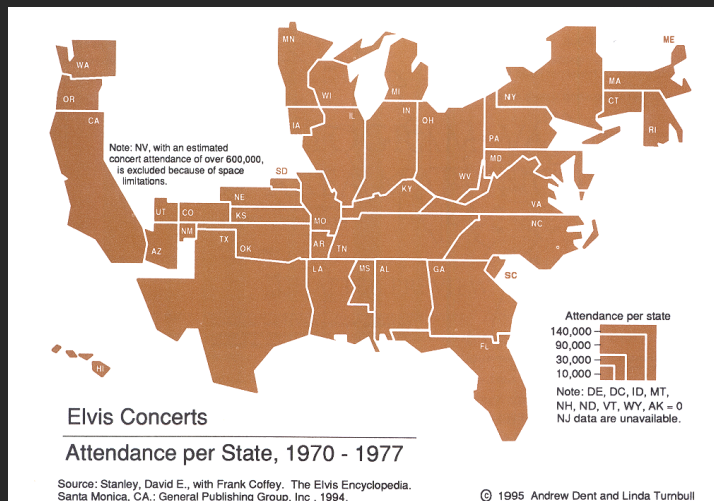 MN
ME
WA
MA
WI
MI
NY
OR
CT
CA
IL
IN
OH
IA
RI
PA
Note: NV, with an estimated
concert attendance of over 600,000,
is excluded because of space
limitations.
MD
SD
WV
KY
NE
VA
UT
CO
KS
MO
NC
NM
TX
OK
AR
TN
AZ
LA
MS
AL
GA
SC
Attendance per state
140,000
90,000
30,000
10,000
FL
HI
Note: DE, DC, ID, MT,
NH, ND, VT, WY, AK = 0
NJ data are unavailable.
Elvis Concerts
Attendance per State, 1970 - 1977
Source: Stanley, David E., with Frank Coffey. The Elvis Encyclopedia.
Santa Monica, CA.: General Publishing Group, Inc., 1994.
© 1995 Andrew Dent and Linda Turnbull